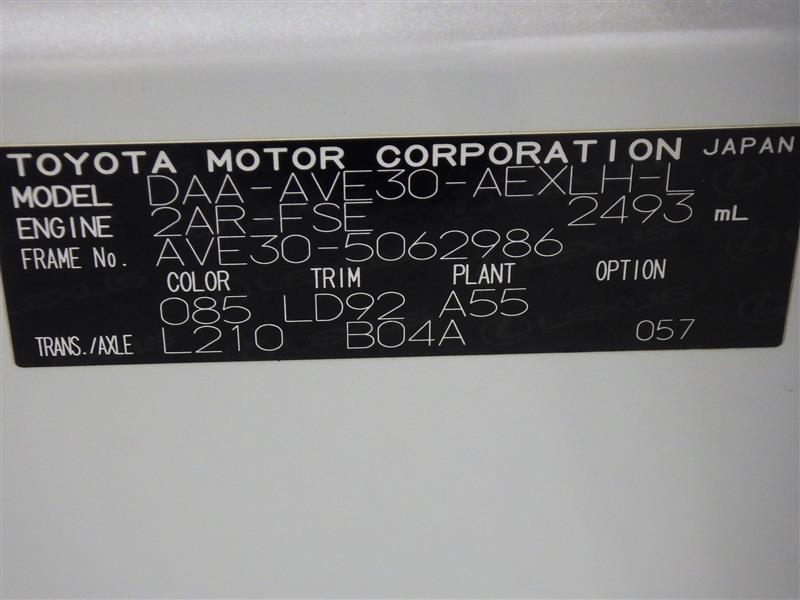 TOYOTA MOTOR CORPORATION JAPAN
MODEL DAA-AVE30-AEXLH-L
ENGINE 2AR-FSE 2493 mL
FRAME No. AVE30-5062986
COLOR TRIM PLANT OPTION
085 LD92 A55
TRANS./AXLE L210 B04A 057